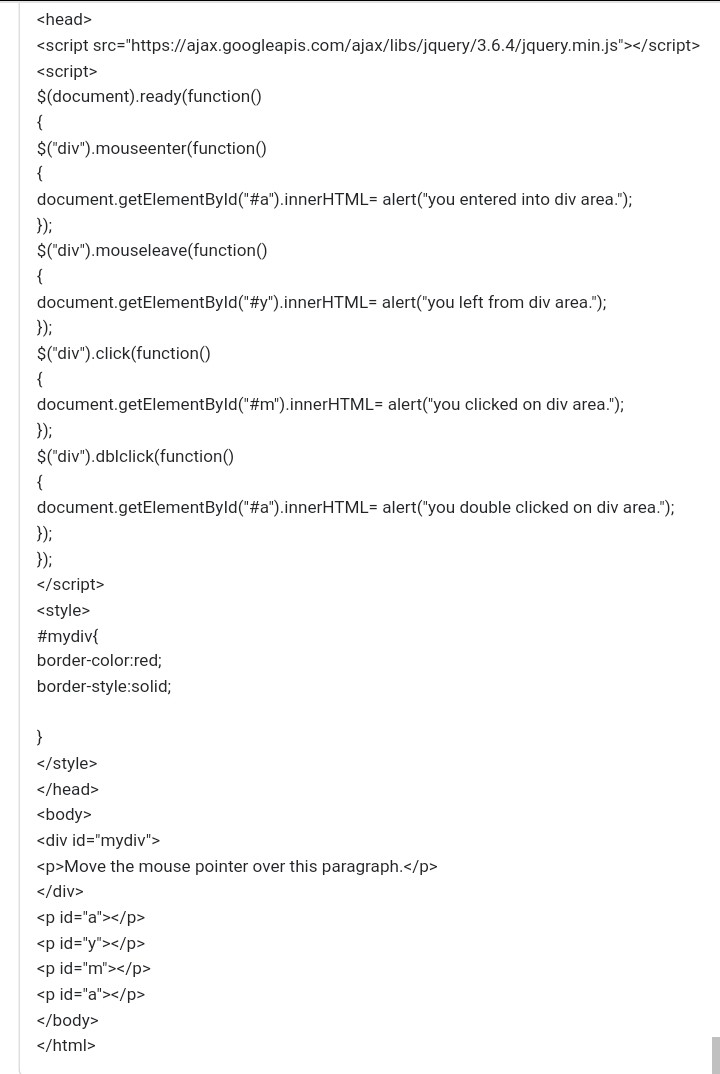 <head>
<script src="https://ajax.googleapis.com/ajax/libs/jquery/3.6.4/jquery.min.js"></script>
<script>
$(document).ready(function()
{
$("div").mouseenter(function()
{
document.getElementById("#a").innerHTML= alert("you entered into div area.");
});
$("div").mouseleave(function()
{
document.getElementById("#y").innerHTML= alert("you left from div area.");
});
$("div").click(function()
{
document.getElementById("#m").innerHTML= alert("you clicked on div area.");
});
$("div").dblclick(function()
{
document.getElementById("#a").innerHTML= alert("you double clicked on div area.");
});
});
</script>
<style>
#mydiv{
border-color:red;
border-style:solid;
}
</style>
</head>
<body>
<div id="mydiv">
<p>Move the mouse pointer over this paragraph.</p>
</div>
<p id="a"></p>
<p id="y"></p>
<p id="m"></p>
<p id="a"></p>
</body>
</html>